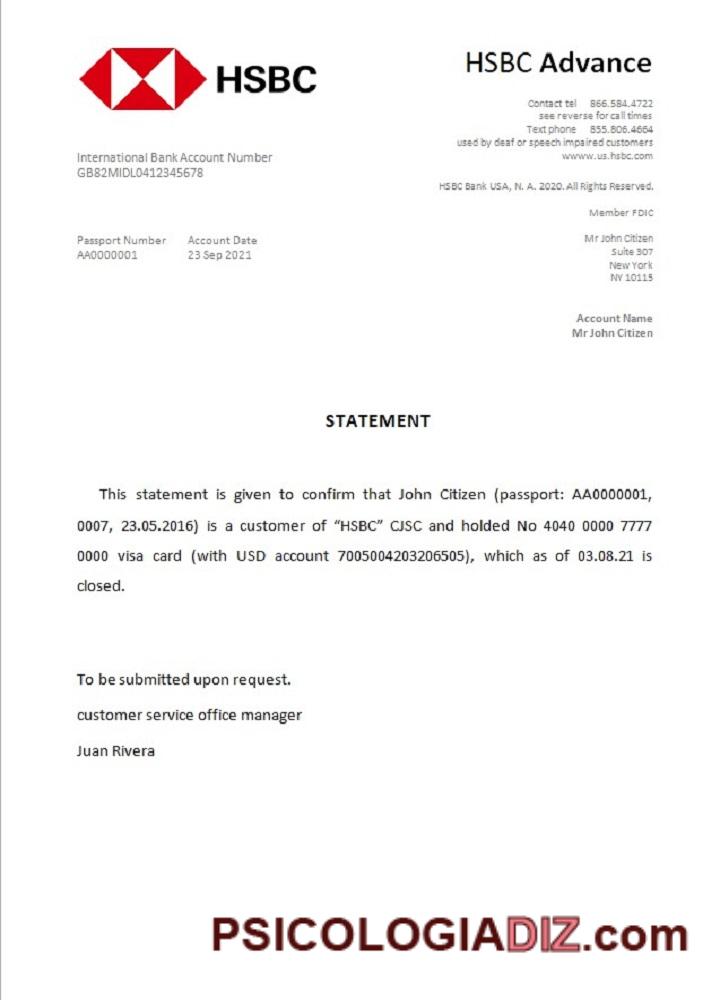 HSBC
HSBC Advance
Contact tel 866.584.4722
see reverse for call times
Text phone 855.806.4664
used by deaf or speech impaired customers
wwww.us.hsbc.com
International Bank Account Number
GB82MIDL0412345678
HSBC Bank USA, N. A. 2020. All Rights Reserved.
Member FDIC
Passport Number Account Date
AA0000001 23 Sep 2021
Mr John Citizen
Suite 307
New York
NY 10115
Account Name
Mr John Citizen
STATEMENT
This statement is given to confirm that John Citizen (passport: AA0000001,
0007, 23.05.2016) is a customer of “HSBC” CJSC and holded No 4040 0000 7777
0000 visa card (with USD account 7005004203206505), which as of 03.08.21 is
closed.
To be submitted upon request.
customer service office manager
Juan Rivera
PSICOLOGIADIZ.com